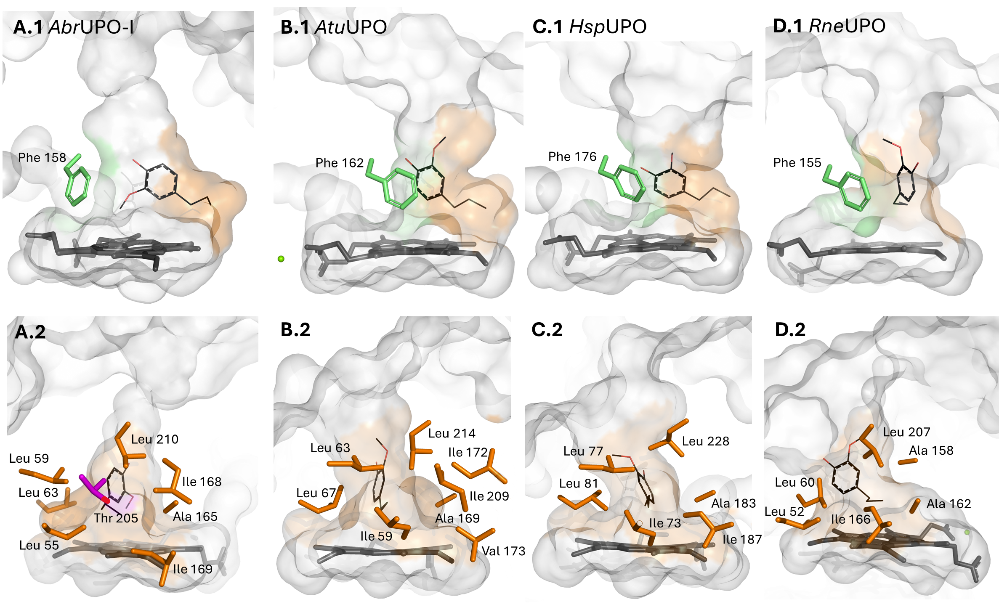 A.1 AbrUPO-I
Phe 158
B.1 AtuUPO
Phe 162
C.1 HspUPO
Phe 176
D.1 RneUPO
Phe 155
A.2
Leu 210
Leu 59
Ile 168
Leu 63
Ala 165
Thr 205
Leu 55
Ile 169
B.2
Leu 214
Leu 63
Ile 172
Leu 67
Ile 209
Ala 169
Ile 59
Val 173
C.2
Leu 228
Leu 77
Leu 81
Ala 183
Ile 73
Ile 187
D.2
Leu 207
Ala 158
Leu 60
Ala 162
Leu 52
Ile 166